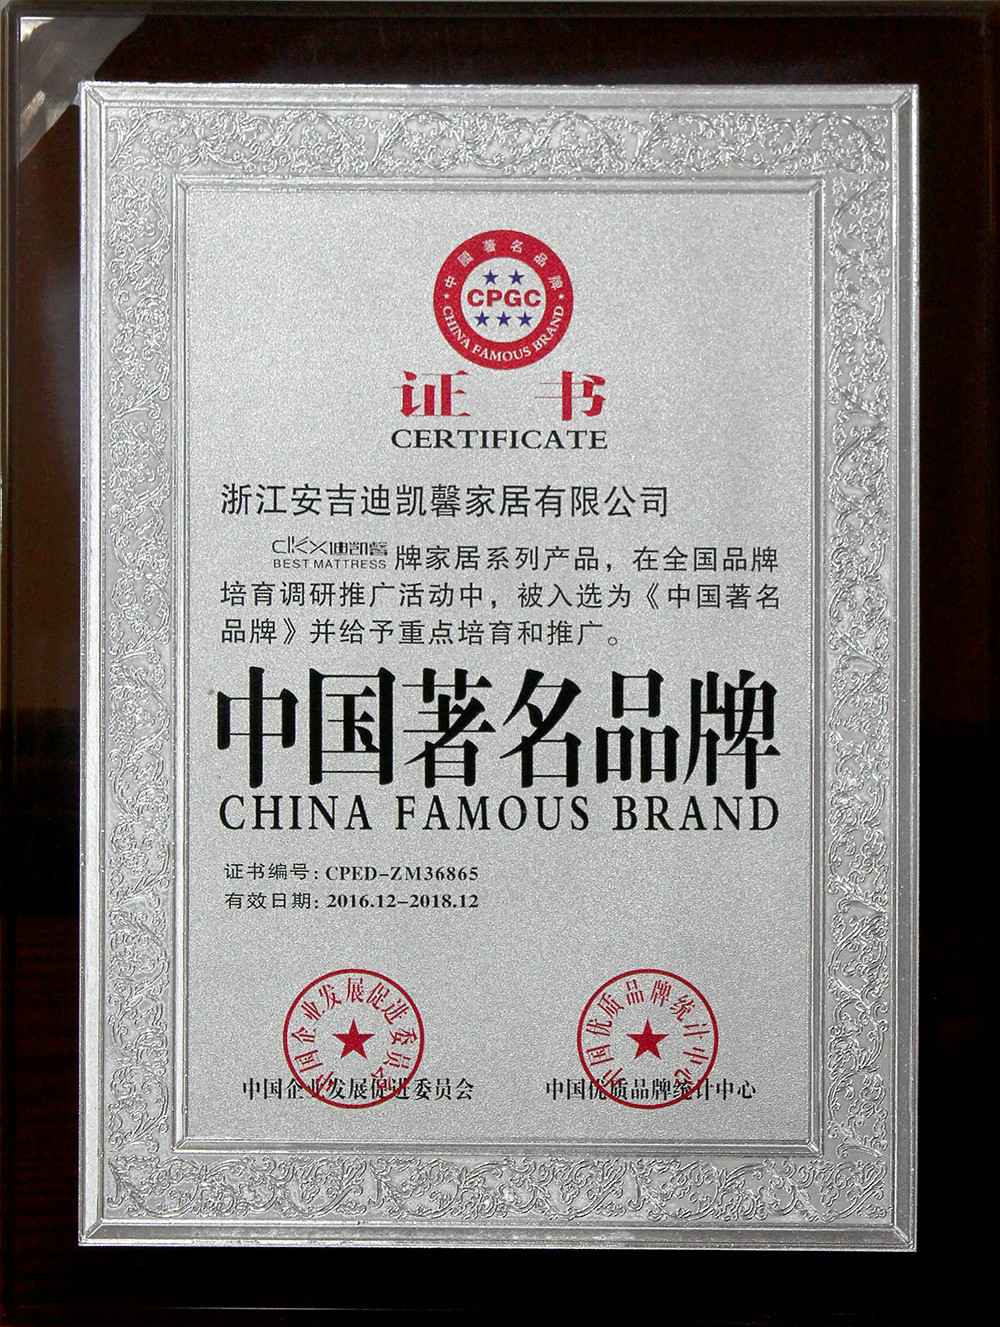 中國著名品牌
CPGC
CHINA FAMOUS BRAND
证 书
CERTIFICATE
浙江安吉迪凯馨家居有限公司
CKX迪凯馨
BEST MATTRESS 牌家居系列产品，在全国品牌
培育调研推广活动中，被入选为《中国著名
品牌》并给予重点培育和推广。
中国著名品牌
CHINA FAMOUS BRAND
证书编号: CPED-ZM36865
有效日期: 2016.12-2018.12
中国企业发展促进委员会
中国优质品牌统计中心
中国企业发展促进委员会
中国优质品牌统计中心